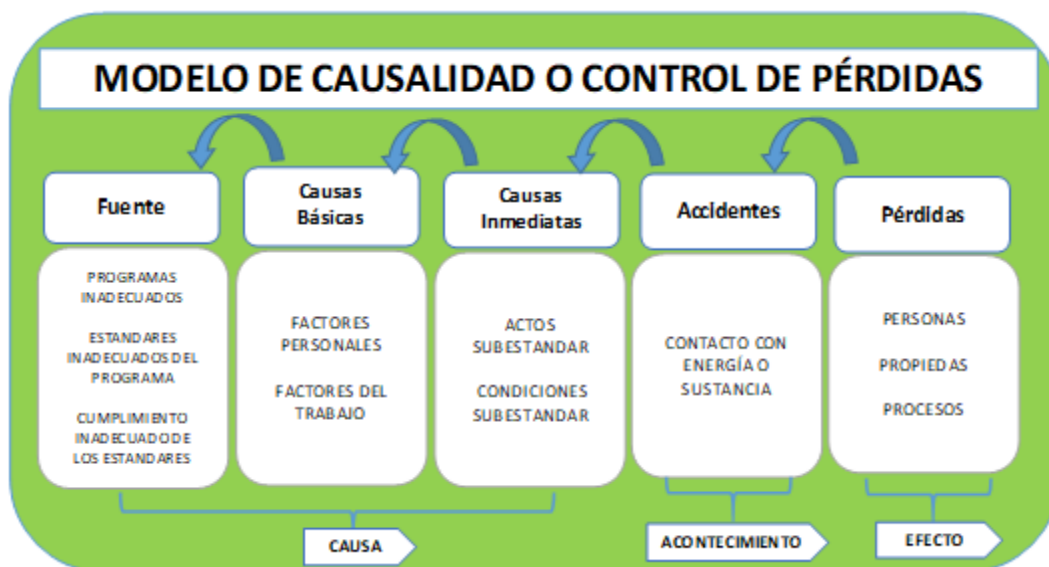 MODELO DE CAUSALIDAD O CONTROL DE PÉRDIDAS
Fuente
PROGRAMAS
INADECUADOS
ESTANDARES
INADECUADOS DEL
PROGRAMA
CUMPLIMIENTO
INADECUADO DE
LOS ESTANDARES
Causas
Básicas
FACTORES
PERSONALES
FACTORES DEL
TRABAJO
Causas
Inmediatas
ACTOS
SUBESTANDAR
CONDICIONES
SUBESTANDAR
Accidentes
CONTACTO CON
ENERGÍA O
SUSTANCIA
Pérdidas
PERSONAS
PROPIEDAS
PROCESOS
CAUSA
ACONTECIMIENTO
EFECTO